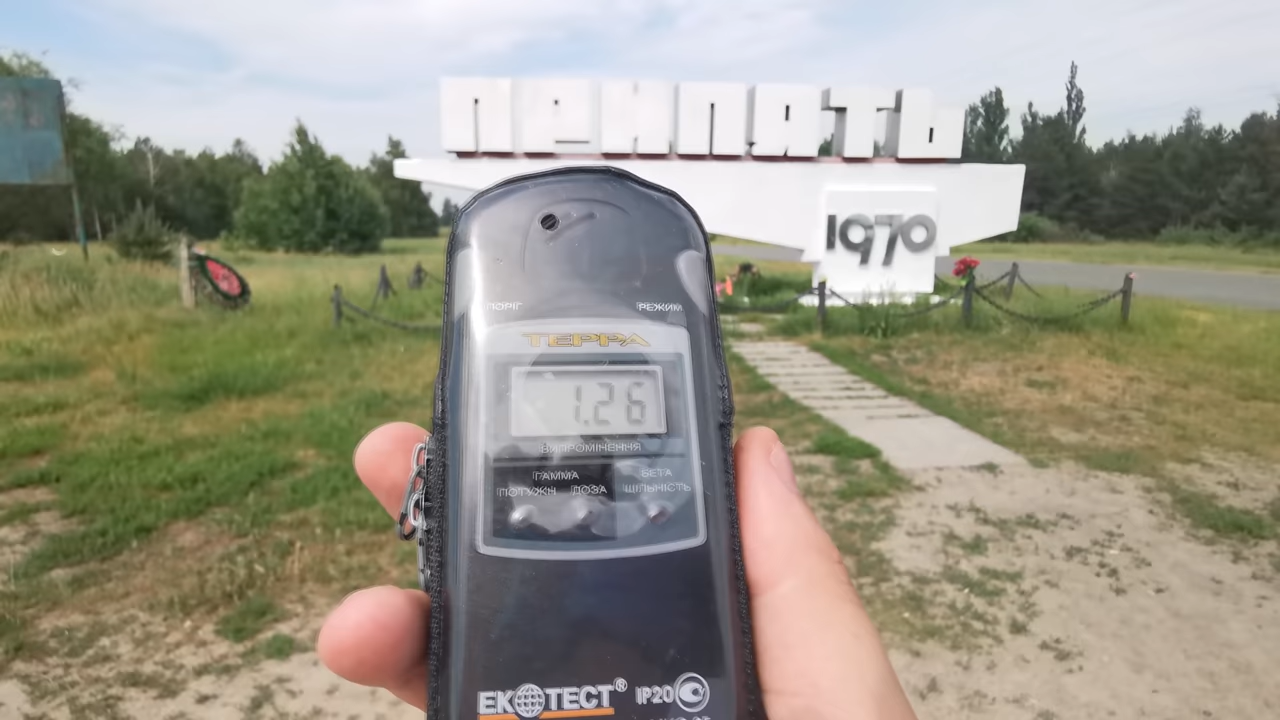 ПРИПЯТЬ
1970
ПОРІГ РЕЖИМ
ТЕРРА
1.26
ВИПРОМІНЕННЯ
ГАММА БЕТА
ПОТУЖН ДОЗА ЩІЛЬНІСТЬ
ЕКОТЕСТ® IP20